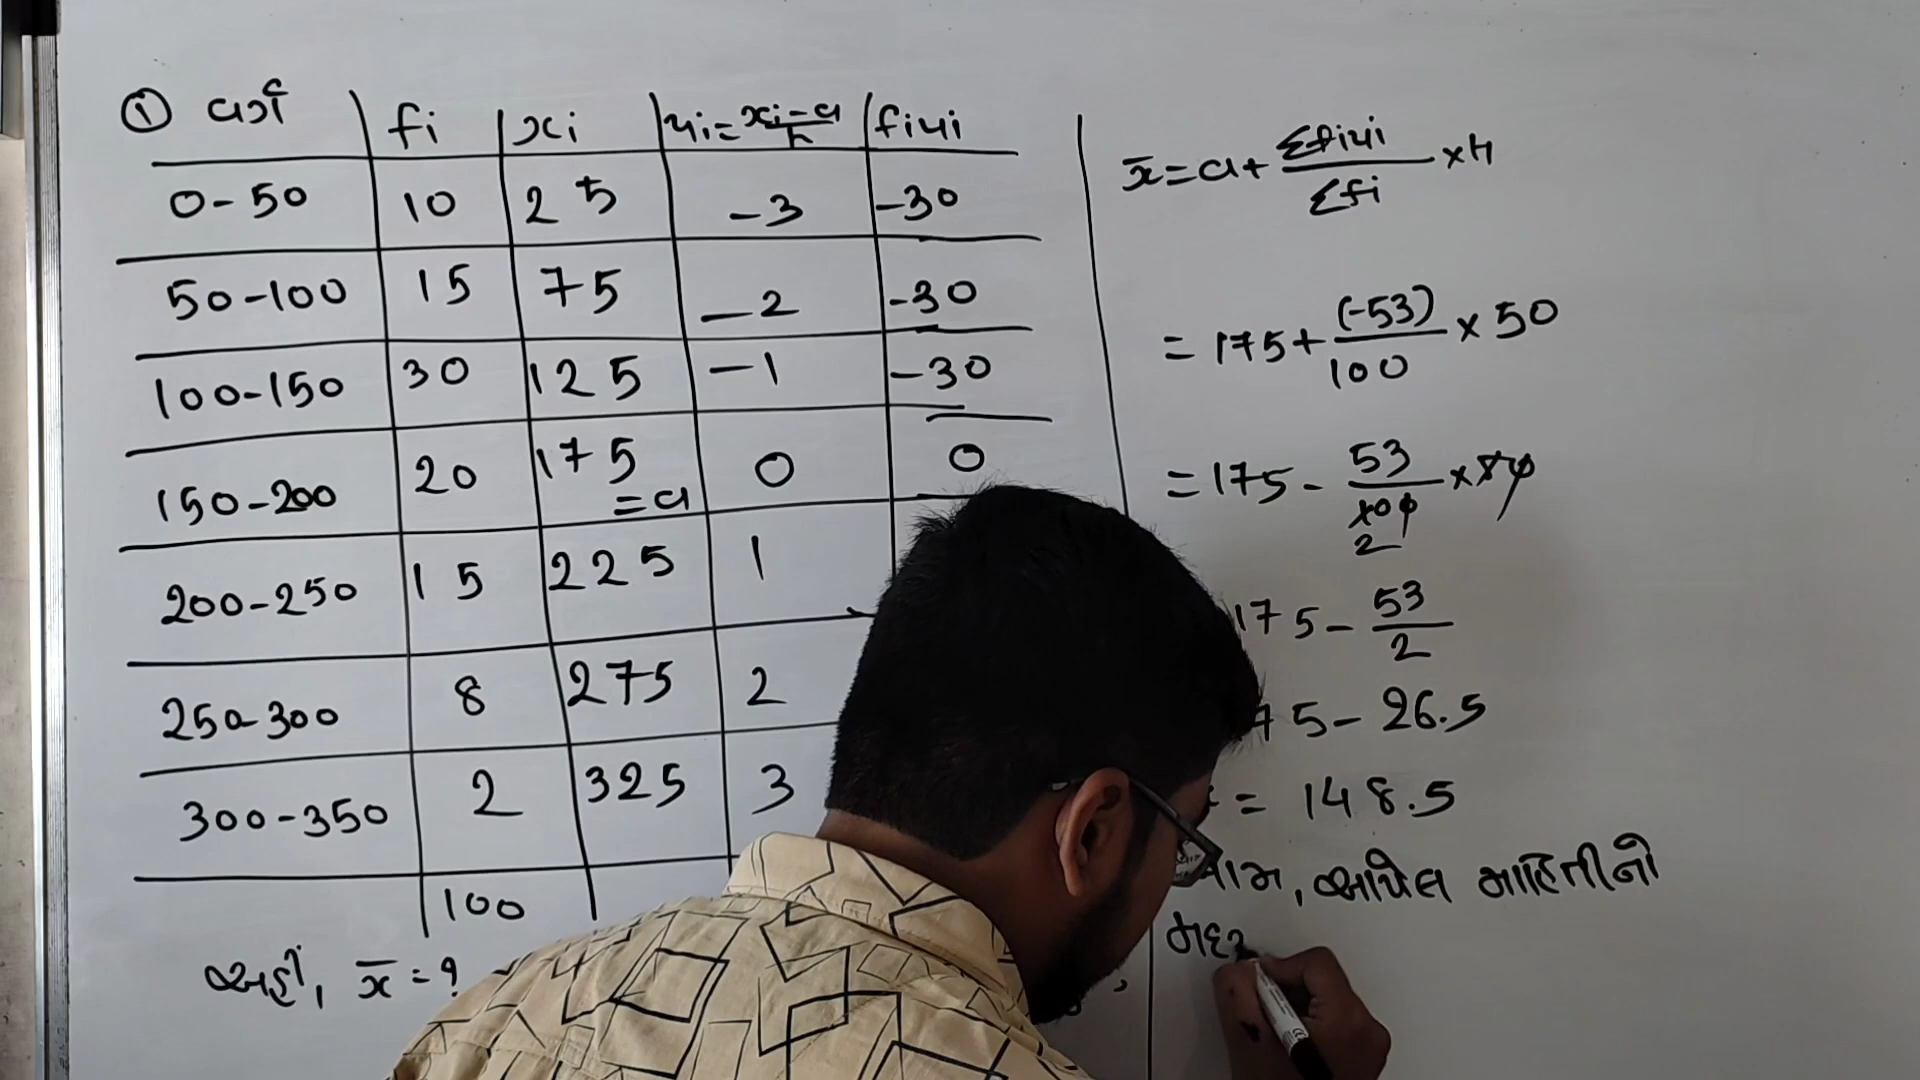 ① વર્ગ fi xi ui = xi-a/h fiui
0-50 10 25 -3 -30
50-100 15 75 -2 -30
100-150 30 125 -1 -30
150-200 20 175 =a 0 0
200-250 15 225 1
250-300 8 275 2
300-350 2 325 3
100
અહીં, x̄ = ?
x̄ = a + Σfiui/Σfi × h
= 175 + (-53)/100 × 50
= 175 - 53/100 × 50
2
175 - 53/2
75 - 26.5
= 148.5
આમ, આપેલ માહિતીનો
મધ્ય